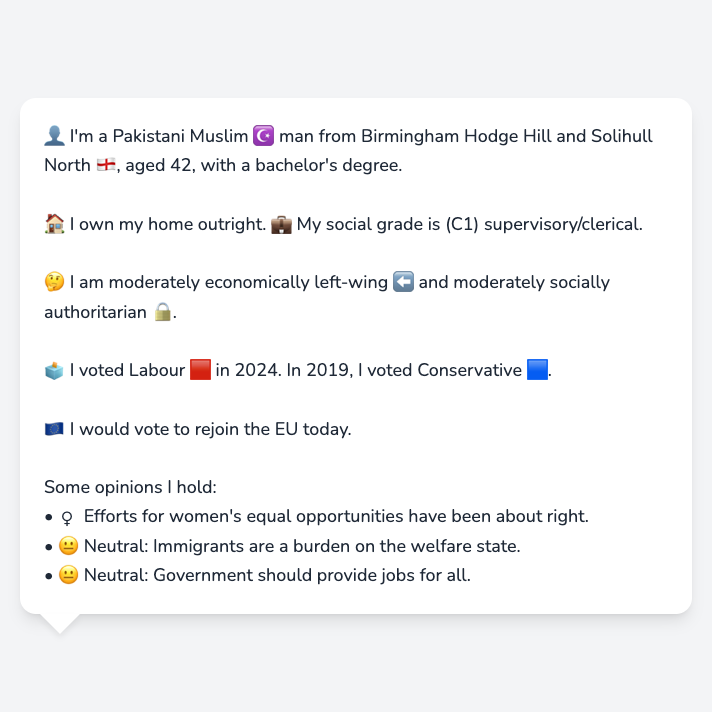 👤 I'm a Pakistani Muslim ☪️ man from Birmingham Hodge Hill and Solihull
North 🏴󠁧󠁢󠁥󠁮󠁧󠁿, aged 42, with a bachelor's degree.
🏠 I own my home outright. 💼 My social grade is (C1) supervisory/clerical.
🤔 I am moderately economically left-wing ⬅️ and moderately socially
authoritarian 🔒.
🗳️ I voted Labour 🟥 in 2024. In 2019, I voted Conservative 🟦.
🇪🇺 I would vote to rejoin the EU today.
Some opinions I hold:
• ♀ Efforts for women's equal opportunities have been about right.
• 😐 Neutral: Immigrants are a burden on the welfare state.
• 😐 Neutral: Government should provide jobs for all.